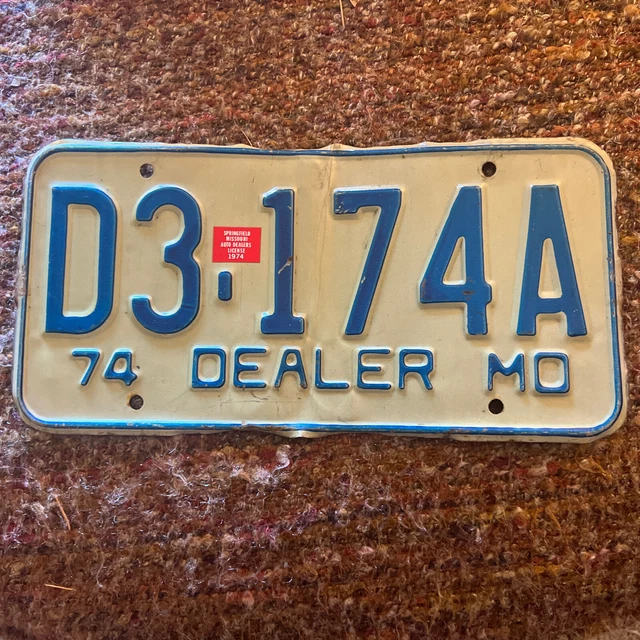 D3-174A
SPRINGFIELD
MISSOURI
AUTO DEALERS
LICENSE
1974
74 DEALER MO